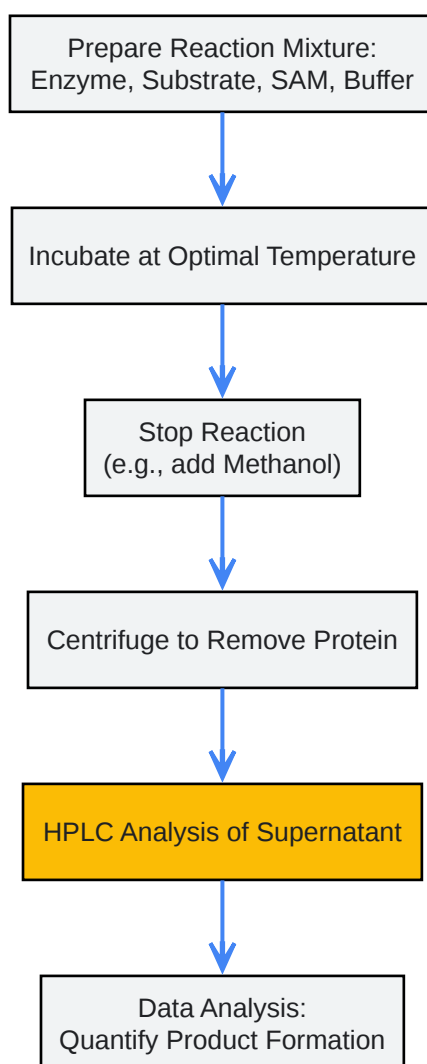 Prepare Reaction Mixture:
Enzyme, Substrate, SAM, Buffer
Incubate at Optimal Temperature
Stop Reaction
(e.g., add Methanol)
Centrifuge to Remove Protein
HPLC Analysis of Supernatant
Data Analysis:
Quantify Product Formation